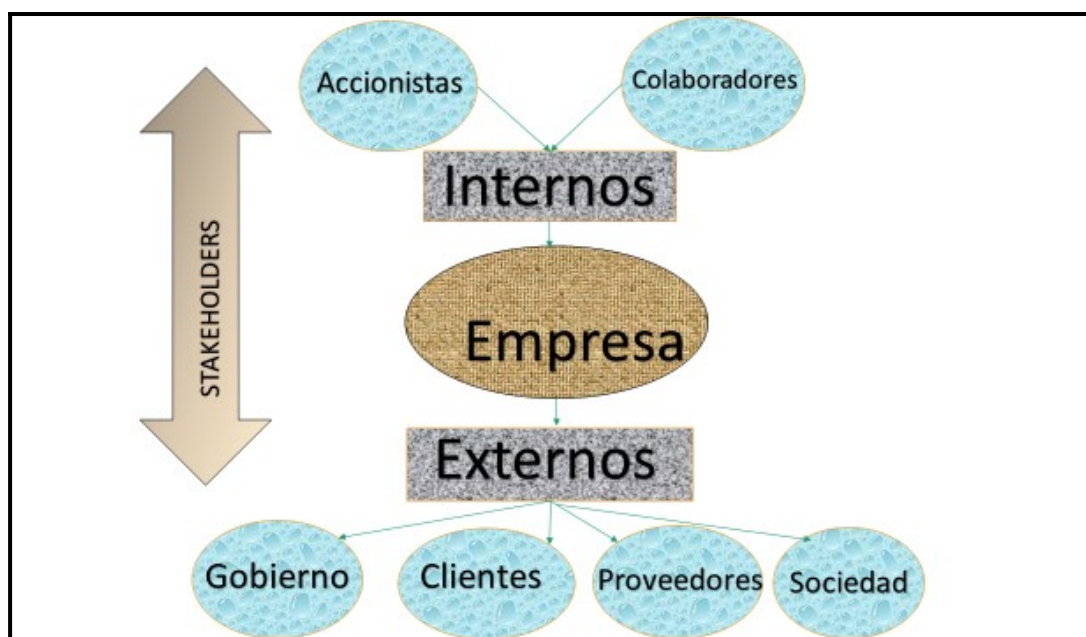 Accionistas
Colaboradores
Internos
STAKEHOLDERS
Empresa
Externos
Gobierno
Clientes
Proveedores
Sociedad